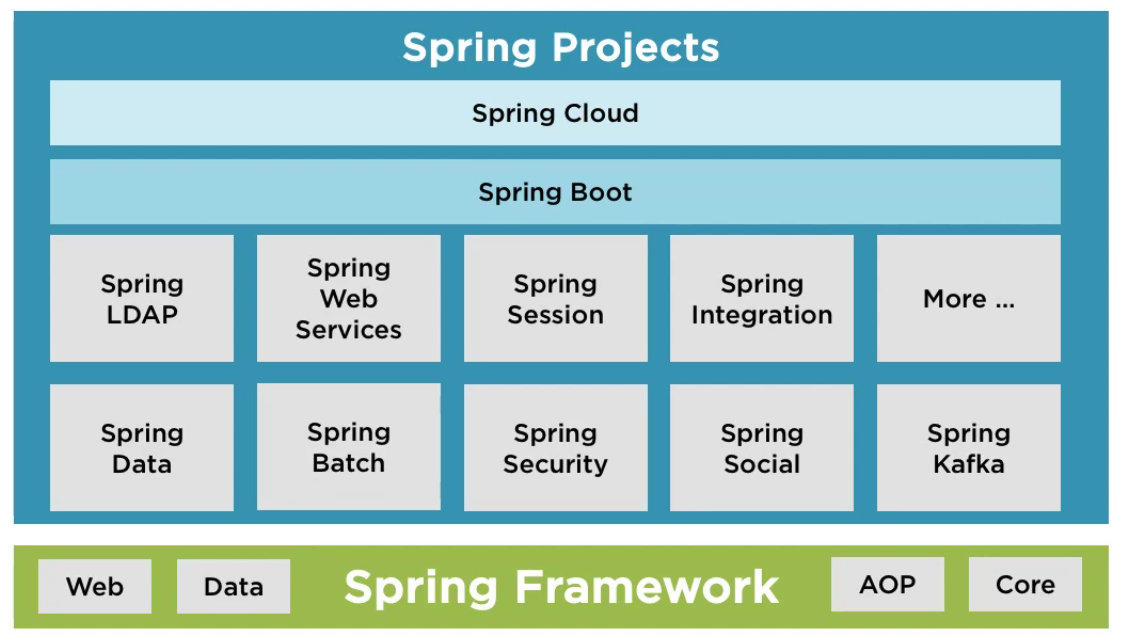 Spring Projects
Spring Cloud
Spring Boot
Spring
LDAP
Spring
Web
Services
Spring
Session
Spring
Integration
More ...
Spring
Data
Spring
Batch
Spring
Security
Spring
Social
Spring
Kafka
Web
Data
Spring Framework
AOP
Core